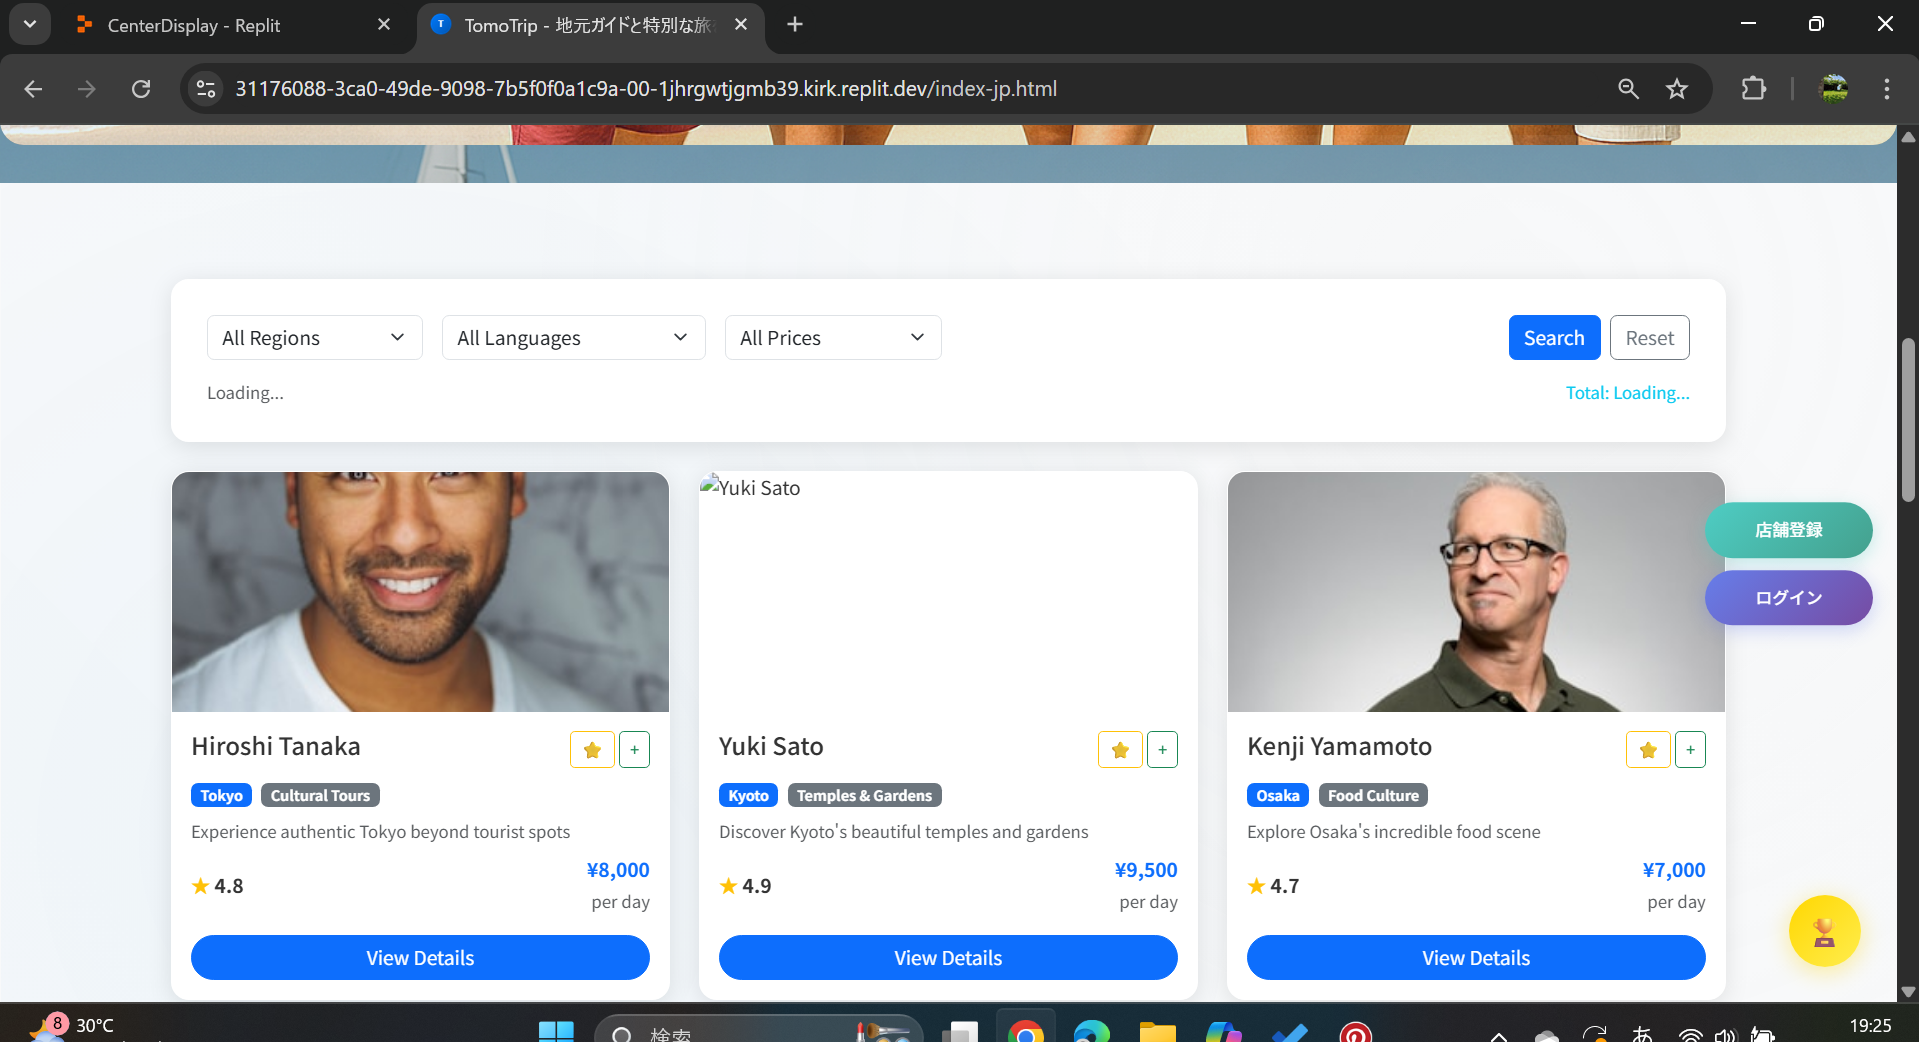 CenterDisplay - Replit
TomoTrip - 地元ガイドと特別な旅
31176088-3ca0-49de-9098-7b5f0f0a1c9a-00-1jhrgwtjgmb39.kirk.replit.dev/index-jp.html
All Regions
All Languages
All Prices
Search
Reset
Loading...
Total: Loading...
Yuki Sato
店舗登録
ログイン
Hiroshi Tanaka
+
Tokyo
Cultural Tours
Experience authentic Tokyo beyond tourist spots
4.8
¥8,000
per day
View Details
Yuki Sato
+
Kyoto
Temples & Gardens
Discover Kyoto's beautiful temples and gardens
4.9
¥9,500
per day
View Details
Kenji Yamamoto
+
Osaka
Food Culture
Explore Osaka's incredible food scene
4.7
¥7,000
per day
View Details
8
30°C
検索
あ
19:25